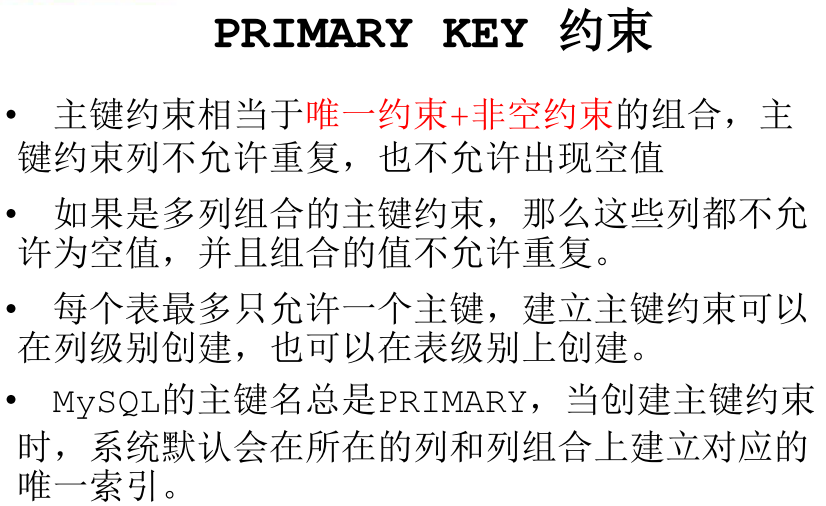 PRIMARY KEY 约束
• 主键约束相当于唯一约束+非空约束的组合，主
键约束列不允许重复，也不允许出现空值
• 如果是多列组合的主键约束，那么这些列都不允
许为空值，并且组合的值不允许重复。
• 每个表最多只允许一个主键，建立主键约束可以
在列级别创建，也可以在表级别上创建。
• MySQL的主键名总是PRIMARY，当创建主键约束
时，系统默认会在所在的列和列组合上建立对应的
唯一索引。